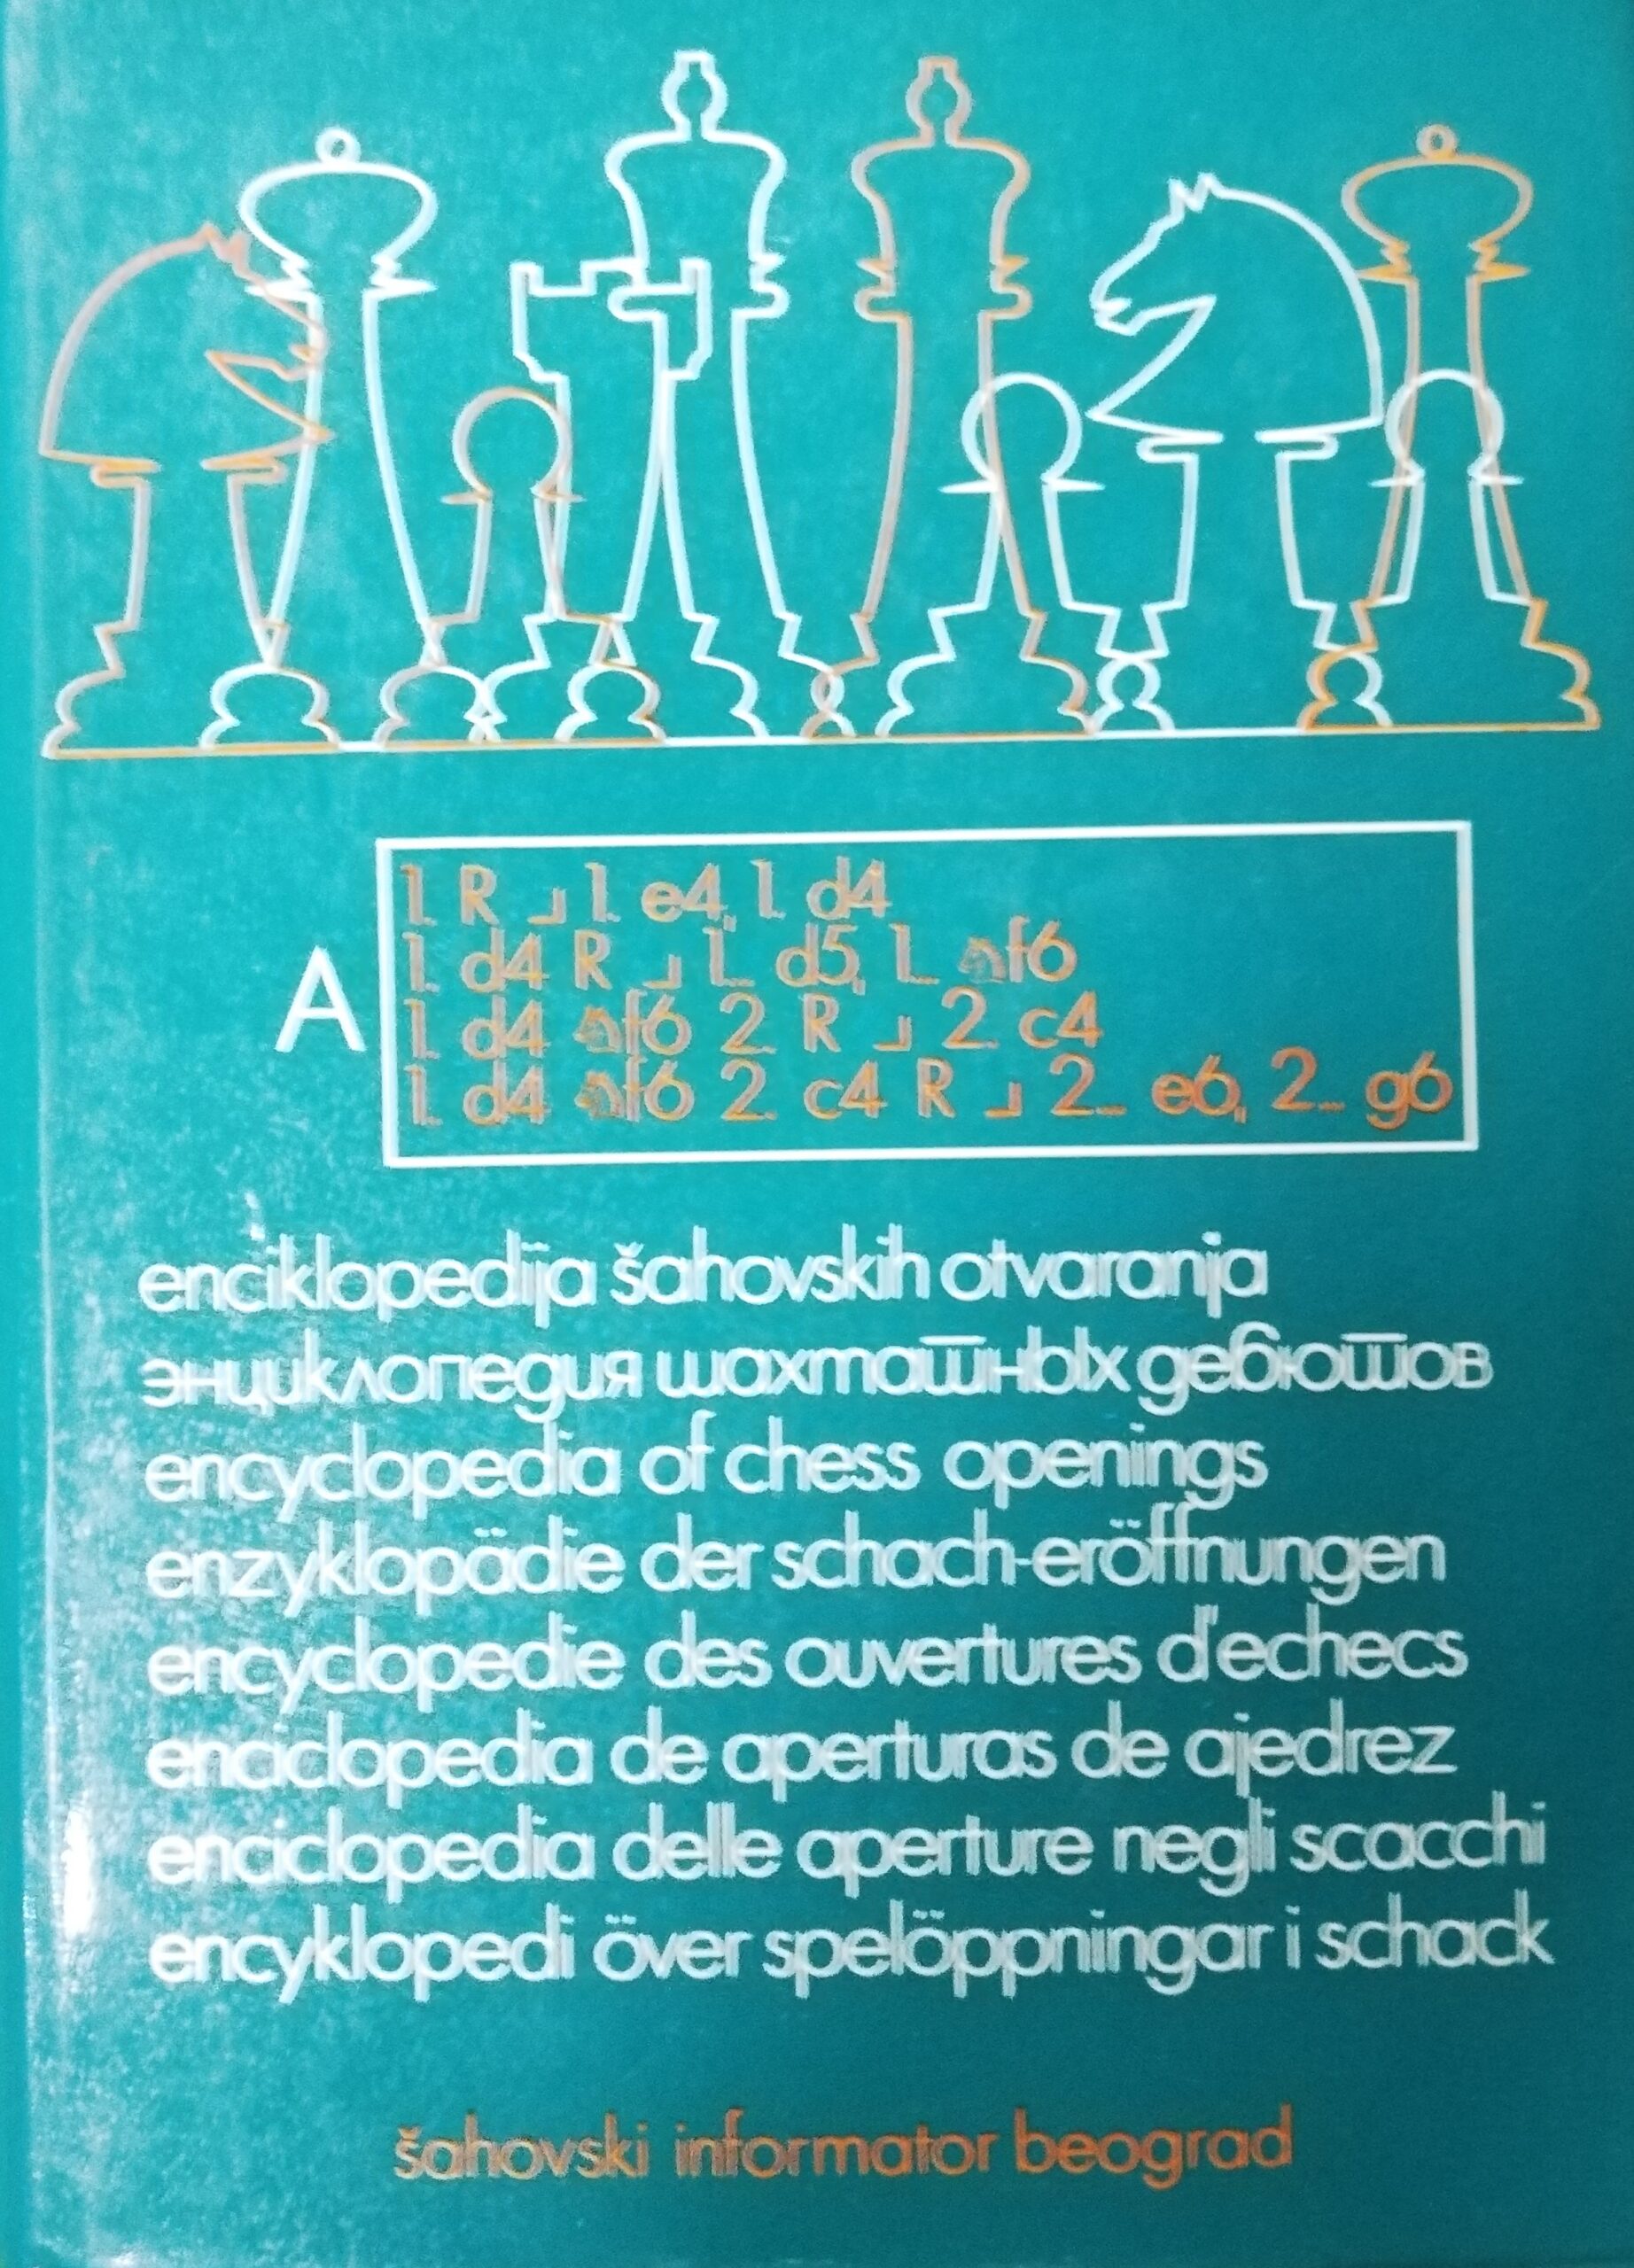 1. R ⅃ 1. e4, 1. d4
A
1. d4 R ⅃ 1... d5, 1... ♘f6
1. d4 ♘f6 2. R ⅃ 2. c4
1. d4 ♘f6 2. c4 R ⅃ 2... e6, 2... g6
enciklopedija šahovskih otvaranja
энциклопедия шахматных дебютов
encyclopedia of chess openings
enzyklopädie der schach-eröffnungen
encyclopedie des ouvertures d'echecs
enciclopedia de aperturas de ajedrez
enciclopedia delle aperture negli scacchi
encyklopedi över spelöppningar i schack
šahovski informator beograd